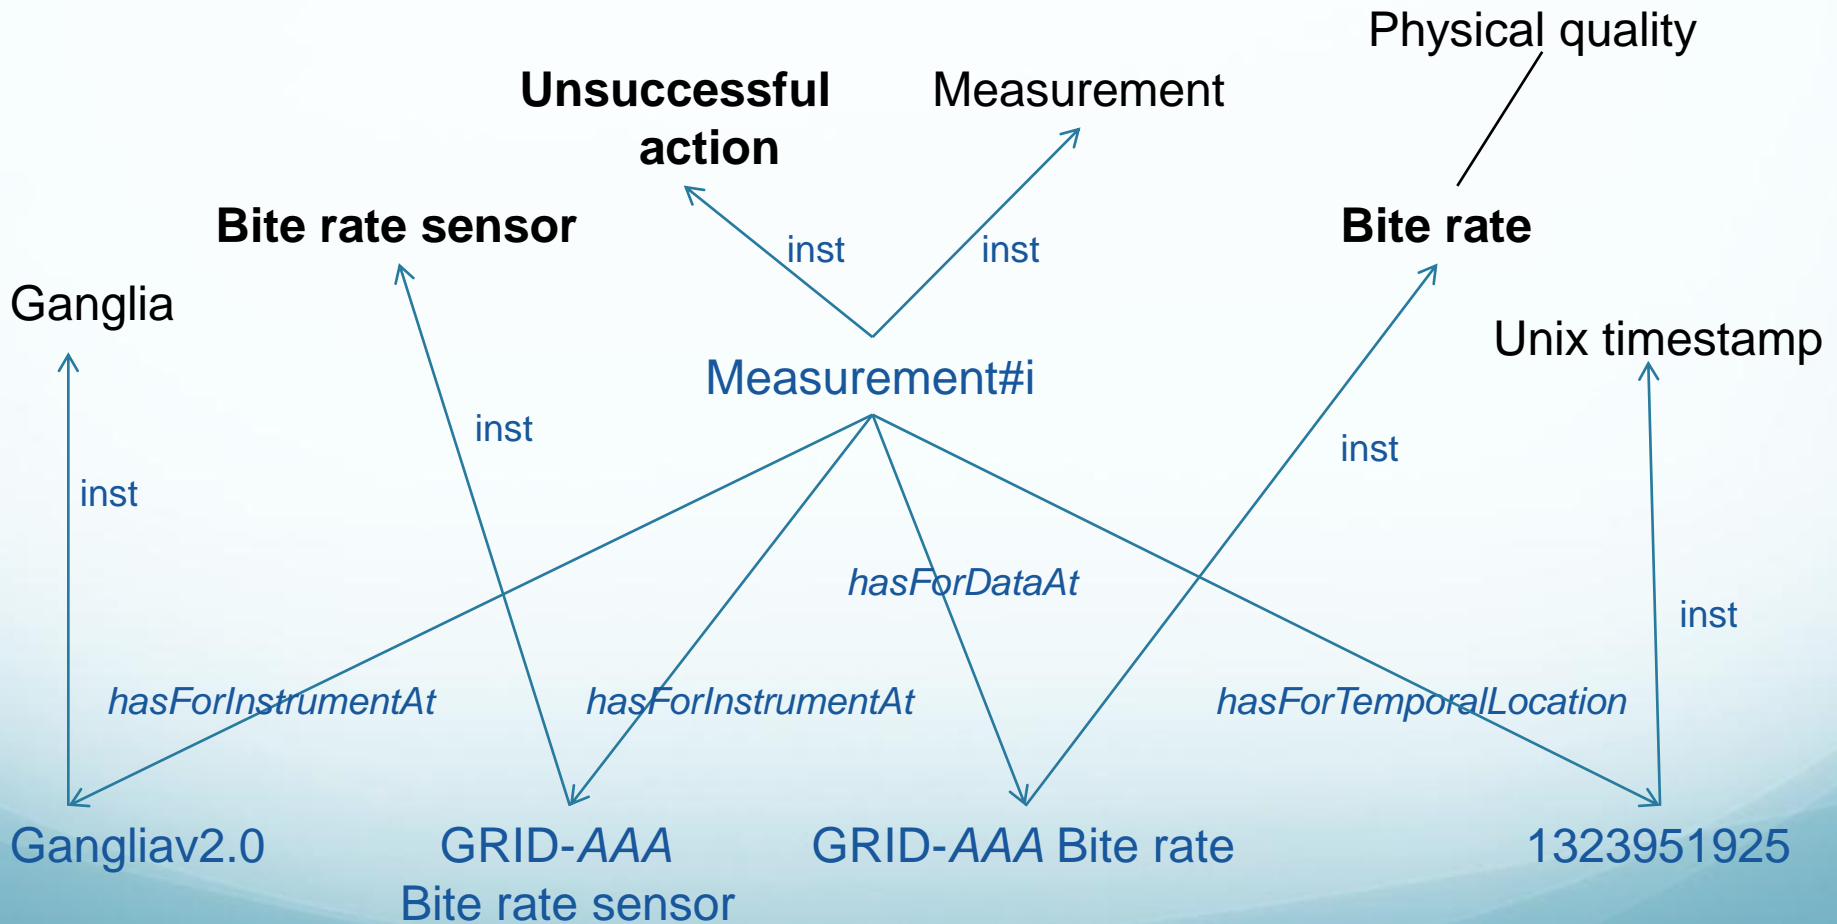 Physical quality
Unsuccessful
action
Measurement
Bite rate sensor
Bite rate
inst
inst
Ganglia
Unix timestamp
Measurement#i
inst
inst
inst
hasForDataAt
inst
hasForInstrumentAt
hasForInstrumentAt
hasForTemporalLocation
Gangliav2.0
GRID-AAA
Bite rate sensor
GRID-AAA Bite rate
1323951925